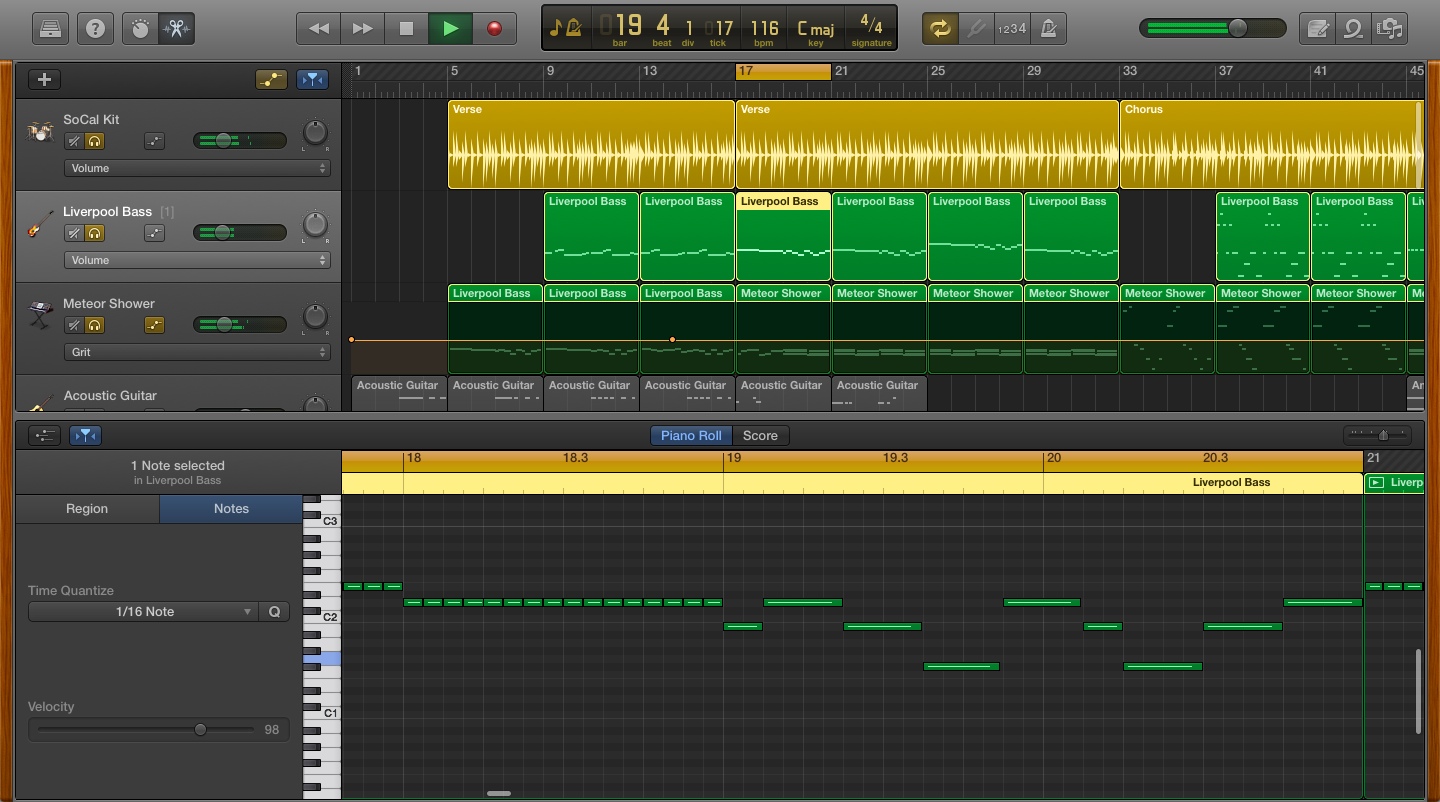 ?
19 4 1 17 116 C maj 4/4
bar beat div tick bpm key signature
1234
+
1 5 9 13 17 21 25 29 33 37 41 45
SoCal Kit
L R
Volume
Verse Verse Chorus
Liverpool Bass [1]
L R
Volume
Liverpool Bass Liverpool Bass Liverpool Bass Liverpool Bass Liverpool Bass Liverpool Bass Liverpool Bass Liverpool Bass
Meteor Shower
L R
Grit
Liverpool Bass Liverpool Bass Liverpool Bass Meteor Shower Meteor Shower Meteor Shower Meteor Shower Meteor Shower Meteor Shower Meteor Shower
Acoustic Guitar
Acoustic Guitar Acoustic Guitar Acoustic Guitar Acoustic Guitar Acoustic Guitar Acoustic Guitar
Piano Roll Score
1 Note selected
in Liverpool Bass
18 18.3 19 19.3 20 20.3 21
Liverpool Bass Liverp
Region Notes
C3
Time Quantize
1/16 Note Q
C2
Velocity
98
C1